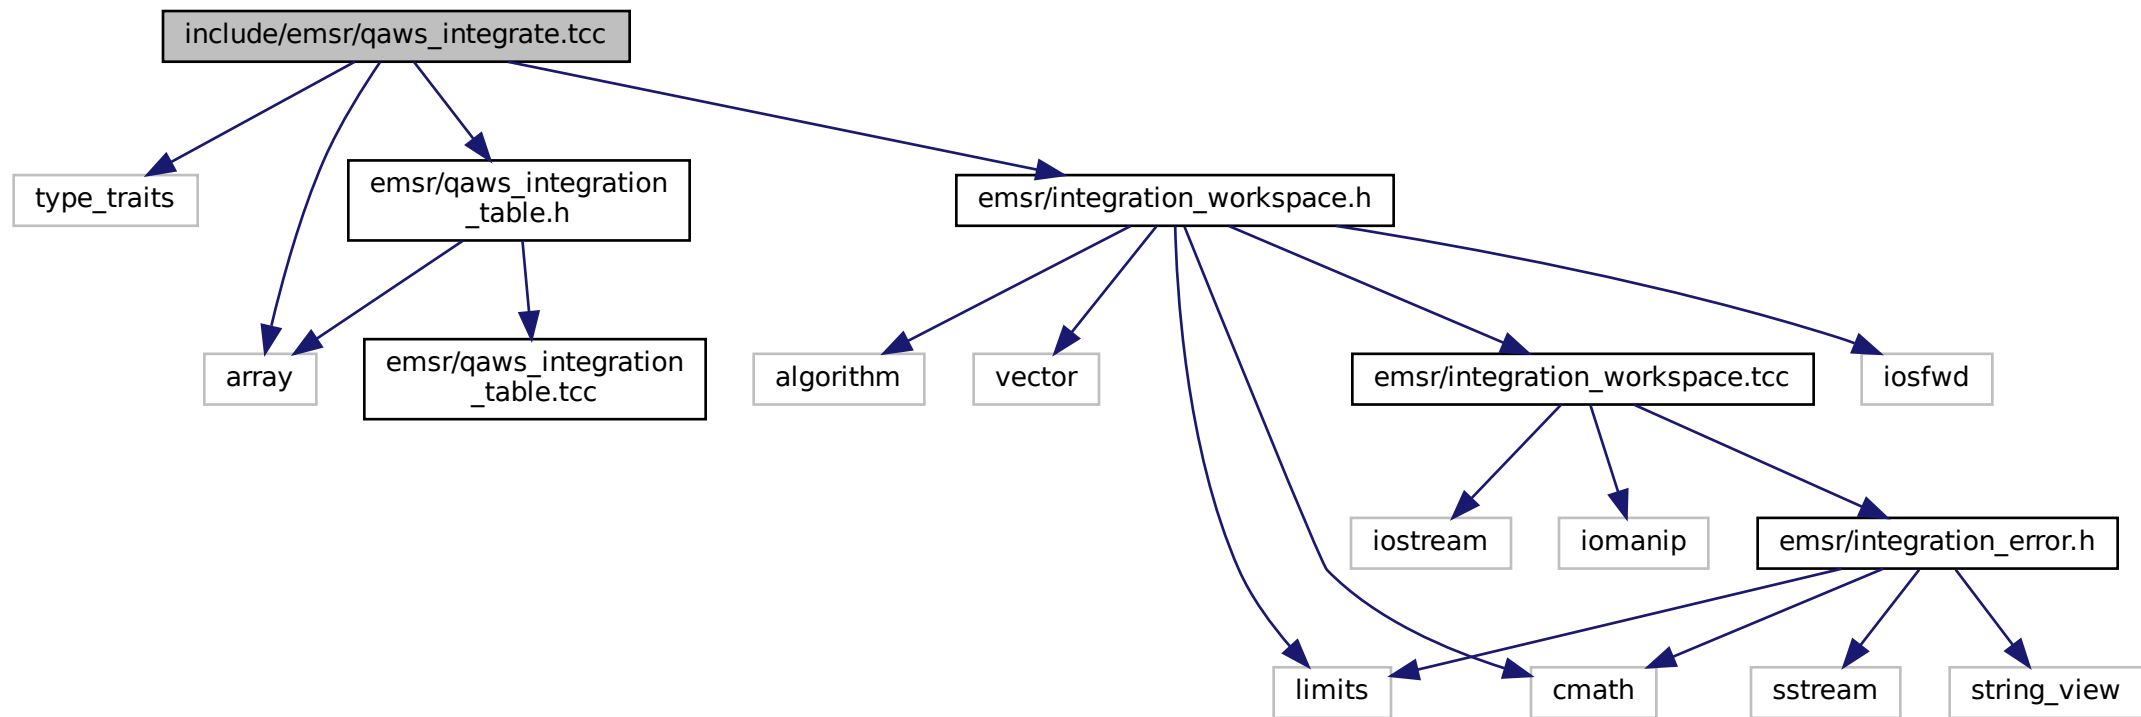 include/emsr/qaws_integrate.tcc
type_traits
emsr/qaws_integration
_table.h
emsr/integration_workspace.h
array
emsr/qaws_integration
_table.tcc
algorithm
vector
emsr/integration_workspace.tcc
iosfwd
iostream
iomanip
emsr/integration_error.h
limits
cmath
sstream
string_view